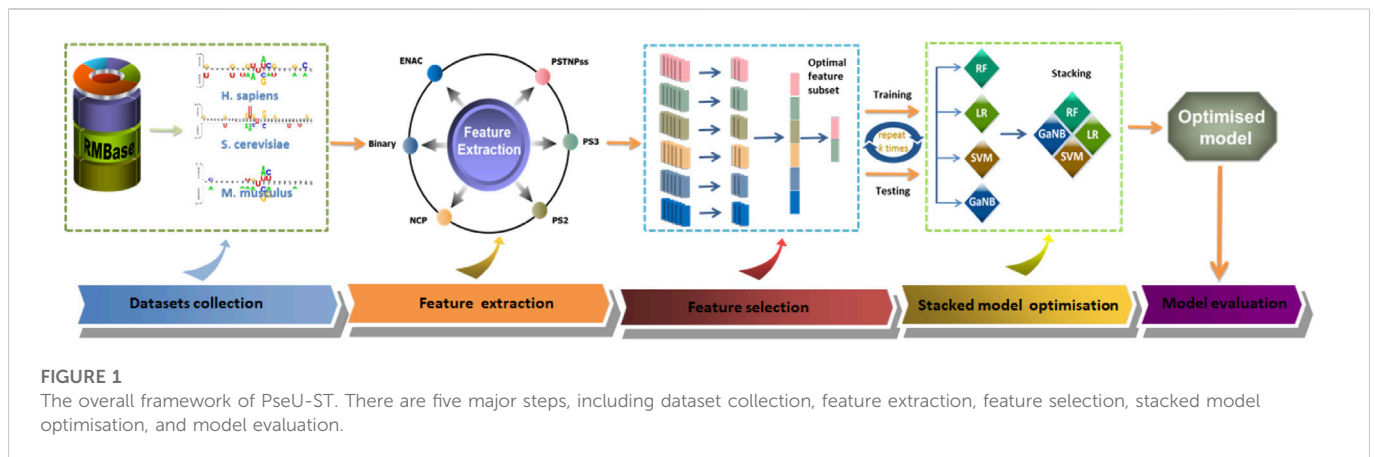 RMBase
H. sapiens
S. cerevisiae
M. musculus
ENAC
PSTNPss
Binary
Feature
Extraction
PS3
NCP
PS2
Optimal
feature
subset
Training
repeat
k times
Testing
RF
LR
SVM
GaNB
Stacking
RF
GaNB
LR
SVM
Optimised
model
Datasets collection
Feature extraction
Feature selection
Stacked model optimisation
Model evaluation
FIGURE 1
The overall framework of PseU-ST. There are five major steps, including dataset collection, feature extraction, feature selection, stacked model
optimisation, and model evaluation.